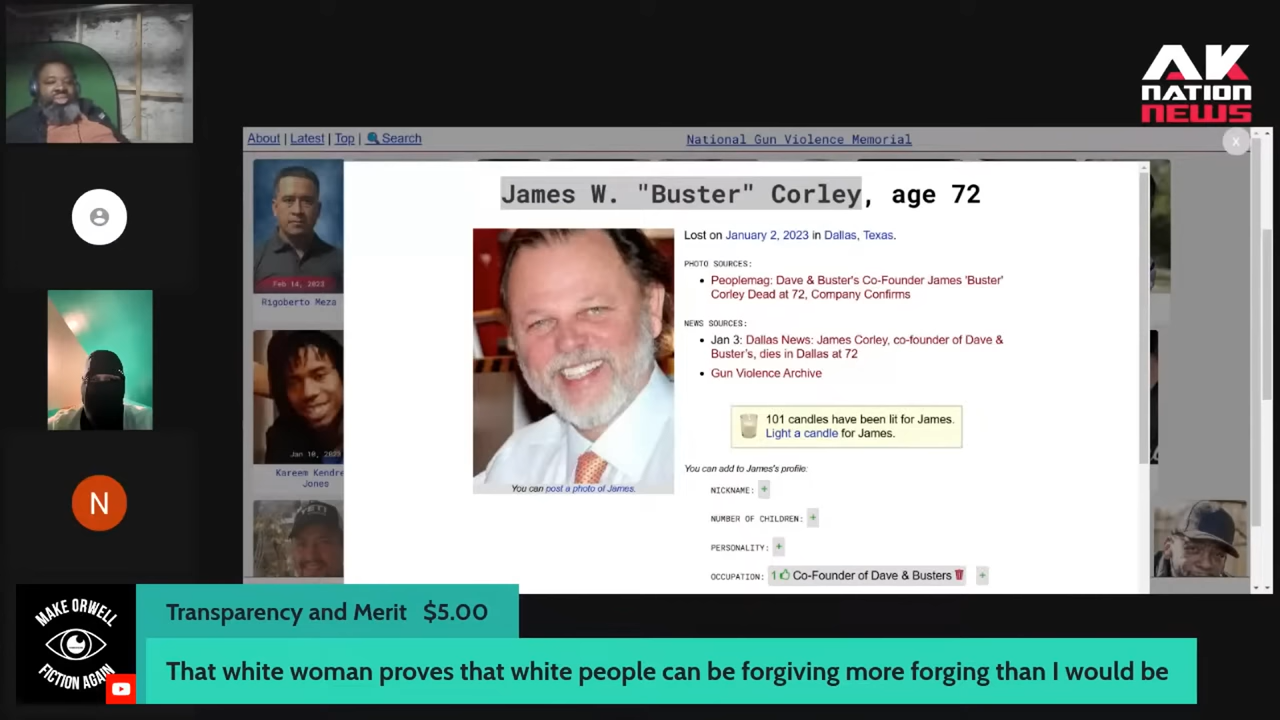 AK
NATION
NEWS
About | Latest | Top | Search
National Gun Violence Memorial
x
James W. "Buster" Corley, age 72
Lost on January 2, 2023 in Dallas, Texas.
PHOTO SOURCES:
Peoplemag: Dave & Buster's Co-Founder James 'Buster'
Corley Dead at 72, Company Confirms
NEWS SOURCES:
Jan 3: Dallas News: James Corley, co-founder of Dave &
Buster's, dies in Dallas at 72
Gun Violence Archive
101 candles have been lit for James.
Light a candle for James.
You can add to James's profile:
NICKNAME: +
NUMBER OF CHILDREN: +
PERSONALITY: +
OCCUPATION: 1 Co-Founder of Dave & Busters +
You can post a photo of James.
Feb 14, 2023
Rigoberto Meza
Jan 10, 2023
Kareem Kendre
Jones
YETI
N
MAKE ORWELL
FICTION AGAIN
Transparency and Merit $5.00
That white woman proves that white people can be forgiving more forging than I would be